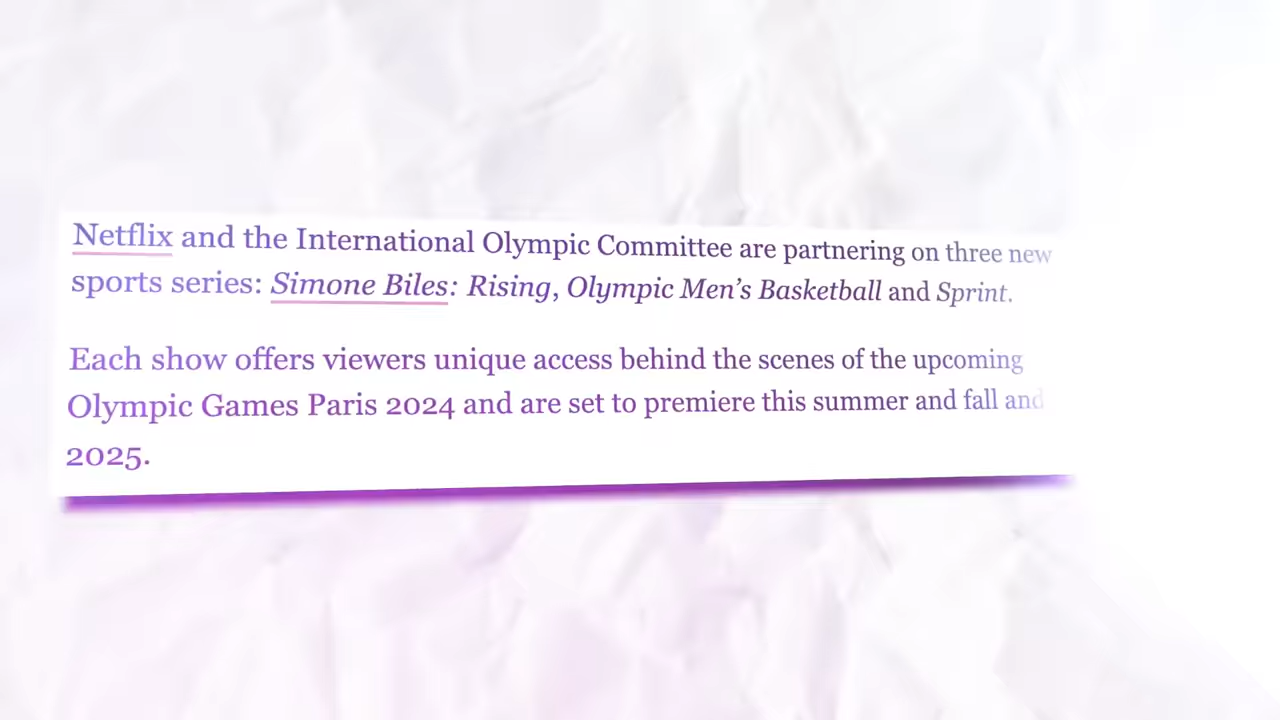 Netflix and the International Olympic Committee are partnering on three new
sports series: Simone Biles: Rising, Olympic Men’s Basketball and Sprint.
Each show offers viewers unique access behind the scenes of the upcoming
Olympic Games Paris 2024 and are set to premiere this summer and fall and
2025.